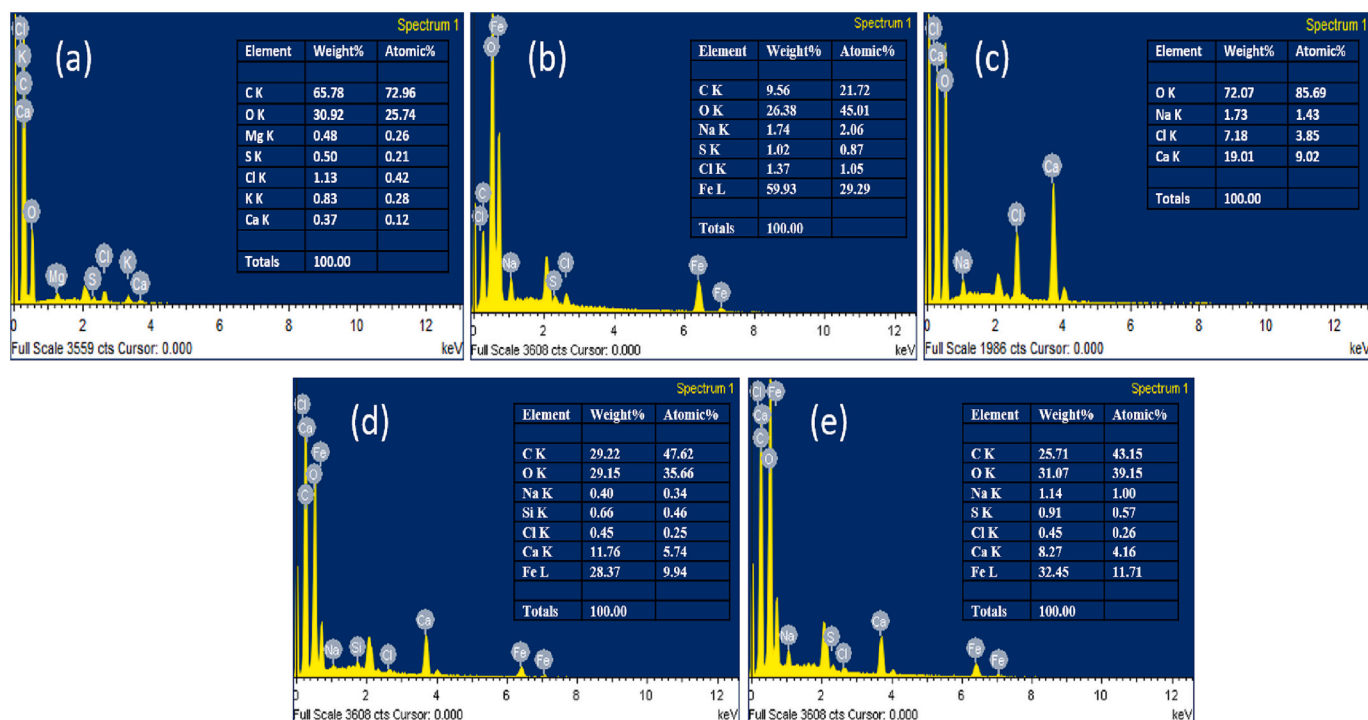 Spectrum 1
(a)
Element Weight% Atomic%
C K 65.78 72.96
O K 30.92 25.74
Mg K 0.48 0.26
S K 0.50 0.21
Cl K 1.13 0.42
K K 0.83 0.28
Ca K 0.37 0.12
Totals 100.00
Cl
K
C
Ca
O
Mg
S
Cl
K
Ca
0 2 4 6 8 10 12
Full Scale 3559 cts Cursor: 0.000 keV
Spectrum 1
(b)
Element Weight% Atomic%
C K 9.56 21.72
O K 26.38 45.01
Na K 1.74 2.06
S K 1.02 0.87
Cl K 1.37 1.05
Fe L 59.93 29.29
Totals 100.00
Fe
O
C
Cl
Na
S
Cl
Fe
Fe
0 2 4 6 8 10 12
Full Scale 3608 cts Cursor: 0.000 keV
Spectrum 1
(c)
Element Weight% Atomic%
O K 72.07 85.69
Na K 1.73 1.43
Cl K 7.18 3.85
Ca K 19.01 9.02
Totals 100.00
Cl
Ca
O
Na
Cl
Ca
0 2 4 6 8 10 12
Full Scale 1986 cts Cursor: 0.000 keV
Spectrum 1
(d)
Element Weight% Atomic%
C K 29.22 47.62
O K 29.15 35.66
Na K 0.40 0.34
Si K 0.66 0.46
Cl K 0.45 0.25
Ca K 11.76 5.74
Fe L 28.37 9.94
Totals 100.00
Cl
Ca
Fe
O
C
Na
Si
Cl
Ca
Fe
Fe
0 2 4 6 8 10 12
Full Scale 3608 cts Cursor: 0.000 keV
Spectrum 1
(e)
Element Weight% Atomic%
C K 25.71 43.15
O K 31.07 39.15
Na K 1.14 1.00
S K 0.91 0.57
Cl K 0.45 0.26
Ca K 8.27 4.16
Fe L 32.45 11.71
Totals 100.00
Cl
Fe
Ca
C
O
Na
S
Cl
Ca
Fe
Fe
0 2 4 6 8 10 12
Full Scale 3608 cts Cursor: 0.000 keV